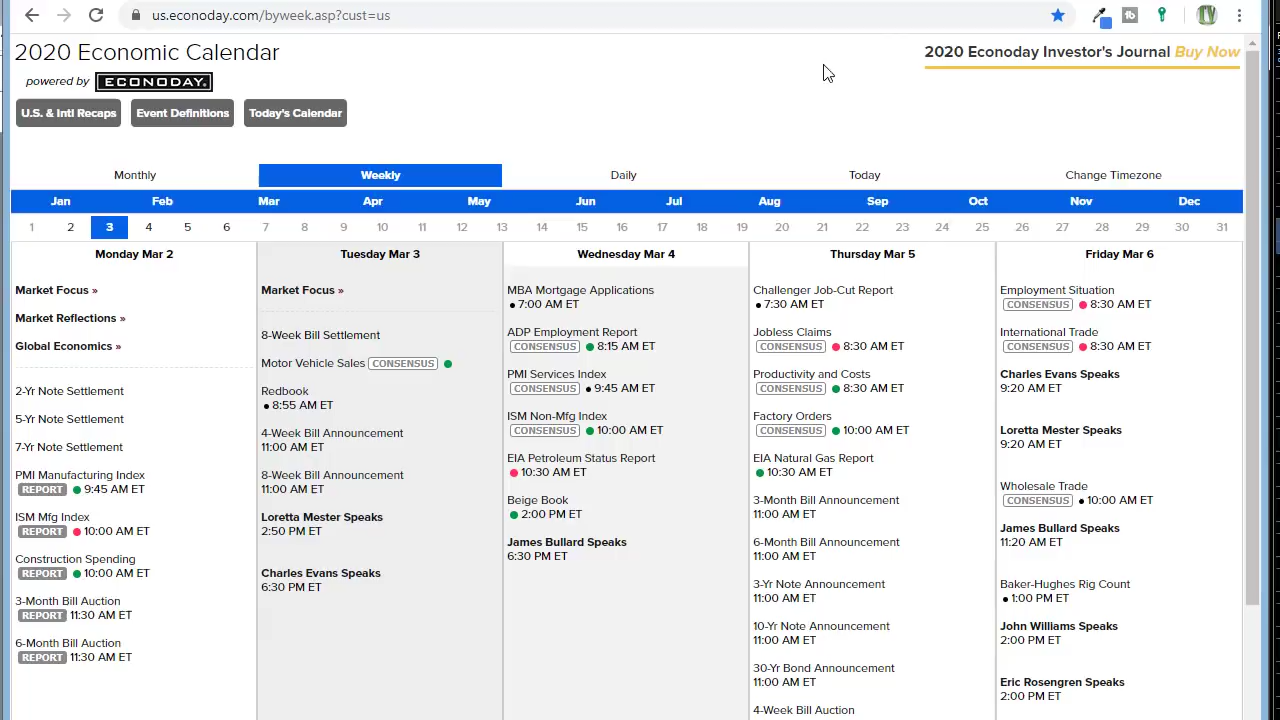 us.econoday.com/byweek.asp?cust=us
2020 Economic Calendar
2020 Econoday Investor's Journal Buy Now
powered by ECONODAY
U.S. & Intl Recaps Event Definitions Today's Calendar
Monthly Weekly Daily Today Change Timezone
Jan Feb Mar Apr May Jun Jul Aug Sep Oct Nov Dec
1 2 3 4 5 6 7 8 9 10 11 12 13 14 15 16 17 18 19 20 21 22 23 24 25 26 27 28 29 30 31
Monday Mar 2
Market Focus »
Market Reflections »
Global Economics »
2-Yr Note Settlement
5-Yr Note Settlement
7-Yr Note Settlement
PMI Manufacturing Index
REPORT 9:45 AM ET
ISM Mfg Index
REPORT 10:00 AM ET
Construction Spending
REPORT 10:00 AM ET
3-Month Bill Auction
REPORT 11:30 AM ET
6-Month Bill Auction
REPORT 11:30 AM ET
Tuesday Mar 3
Market Focus »
8-Week Bill Settlement
Motor Vehicle Sales CONSENSUS
Redbook
8:55 AM ET
4-Week Bill Announcement
11:00 AM ET
8-Week Bill Announcement
11:00 AM ET
Loretta Mester Speaks
2:50 PM ET
Charles Evans Speaks
6:30 PM ET
Wednesday Mar 4
MBA Mortgage Applications
7:00 AM ET
ADP Employment Report
CONSENSUS 8:15 AM ET
PMI Services Index
CONSENSUS 9:45 AM ET
ISM Non-Mfg Index
CONSENSUS 10:00 AM ET
EIA Petroleum Status Report
10:30 AM ET
Beige Book
2:00 PM ET
James Bullard Speaks
6:30 PM ET
Thursday Mar 5
Challenger Job-Cut Report
7:30 AM ET
Jobless Claims
CONSENSUS 8:30 AM ET
Productivity and Costs
CONSENSUS 8:30 AM ET
Factory Orders
CONSENSUS 10:00 AM ET
EIA Natural Gas Report
10:30 AM ET
3-Month Bill Announcement
11:00 AM ET
6-Month Bill Announcement
11:00 AM ET
3-Yr Note Announcement
11:00 AM ET
10-Yr Note Announcement
11:00 AM ET
30-Yr Bond Announcement
11:00 AM ET
4-Week Bill Auction
Friday Mar 6
Employment Situation
CONSENSUS 8:30 AM ET
International Trade
CONSENSUS 8:30 AM ET
Charles Evans Speaks
9:20 AM ET
Loretta Mester Speaks
9:20 AM ET
Wholesale Trade
CONSENSUS 10:00 AM ET
James Bullard Speaks
11:20 AM ET
Baker-Hughes Rig Count
1:00 PM ET
John Williams Speaks
2:00 PM ET
Eric Rosengren Speaks
2:00 PM ET